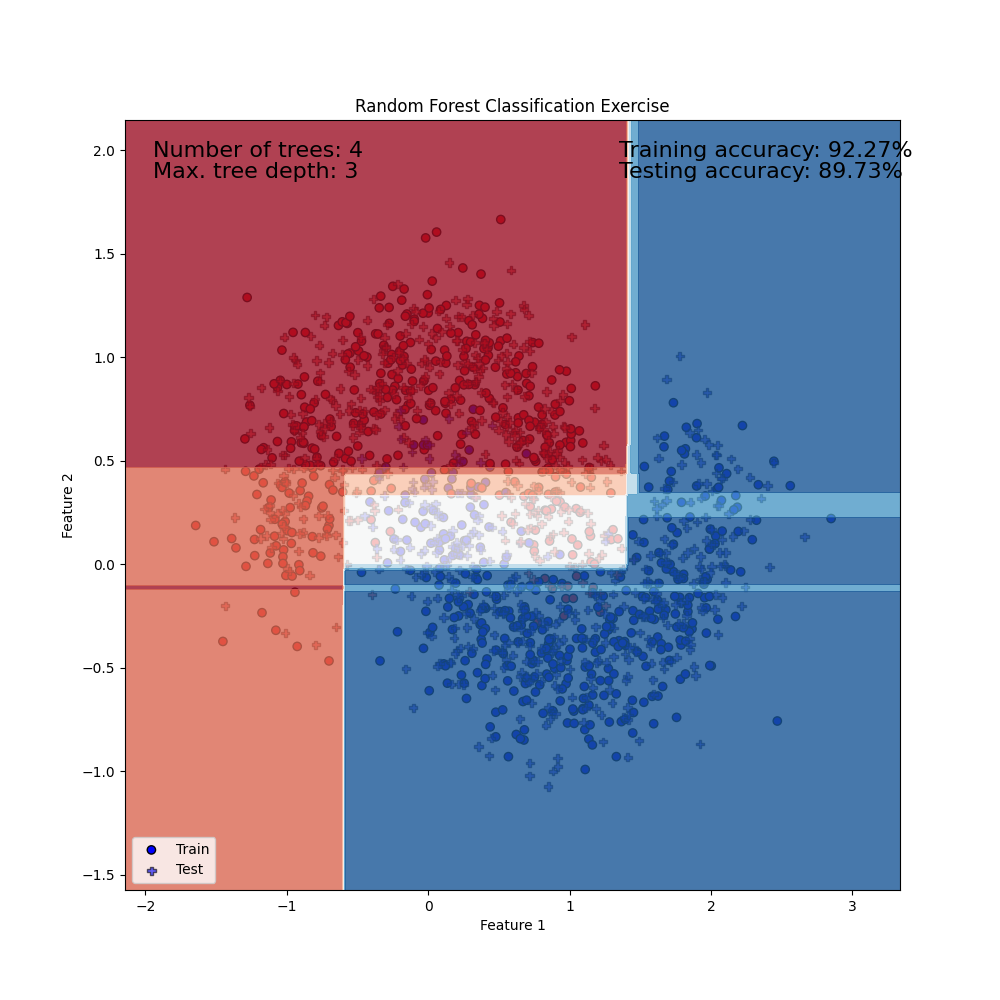 Random Forest Classification Exercise
Number of trees: 4
Max. tree depth: 3
Training accuracy: 92.27%
Testing accuracy: 89.73%
2.0
1.5
1.0
0.5
0.0
−0.5
−1.0
−1.5
Feature 2
Train
Test
−2
−1
0
1
2
3
Feature 1